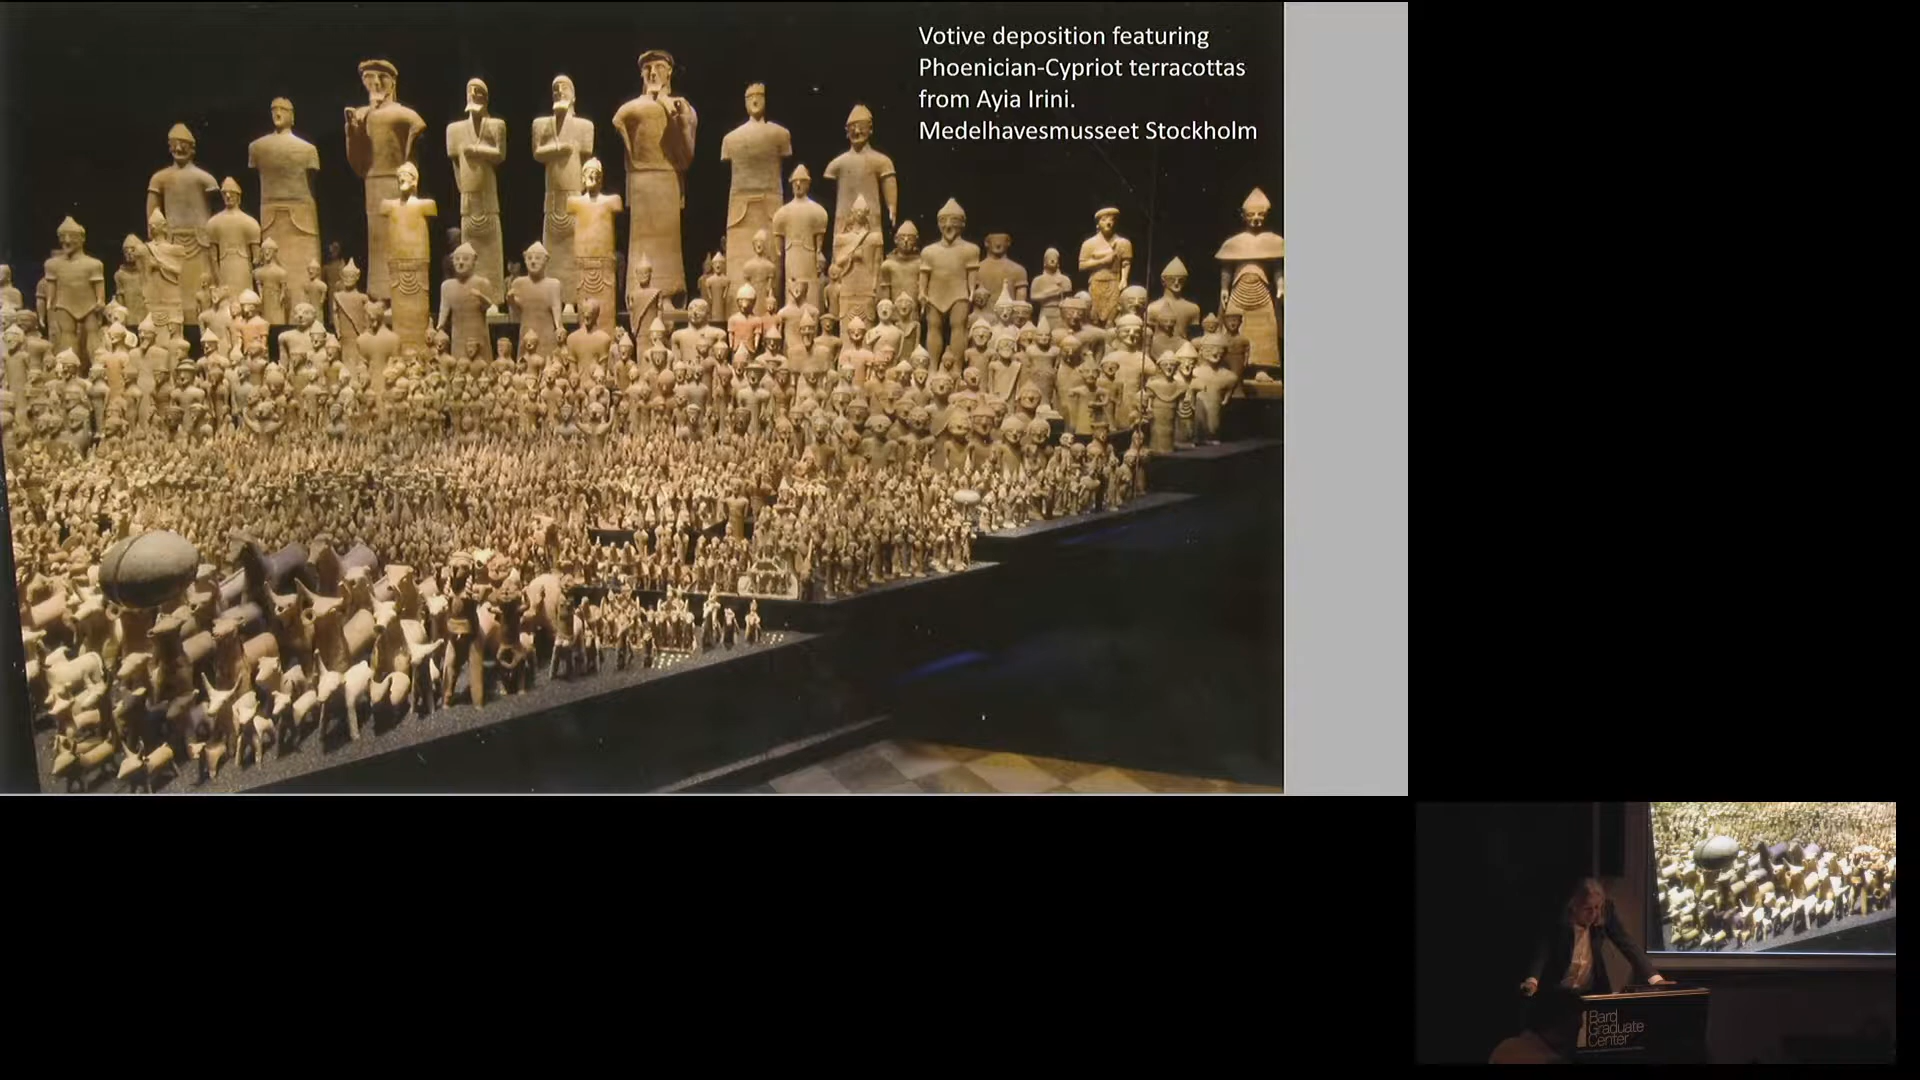 Votive deposition featuring
Phoenician-Cypriot terracottas
from Ayia Irini.
Medelhavesmusseet Stockholm
Bard
Graduate
Center